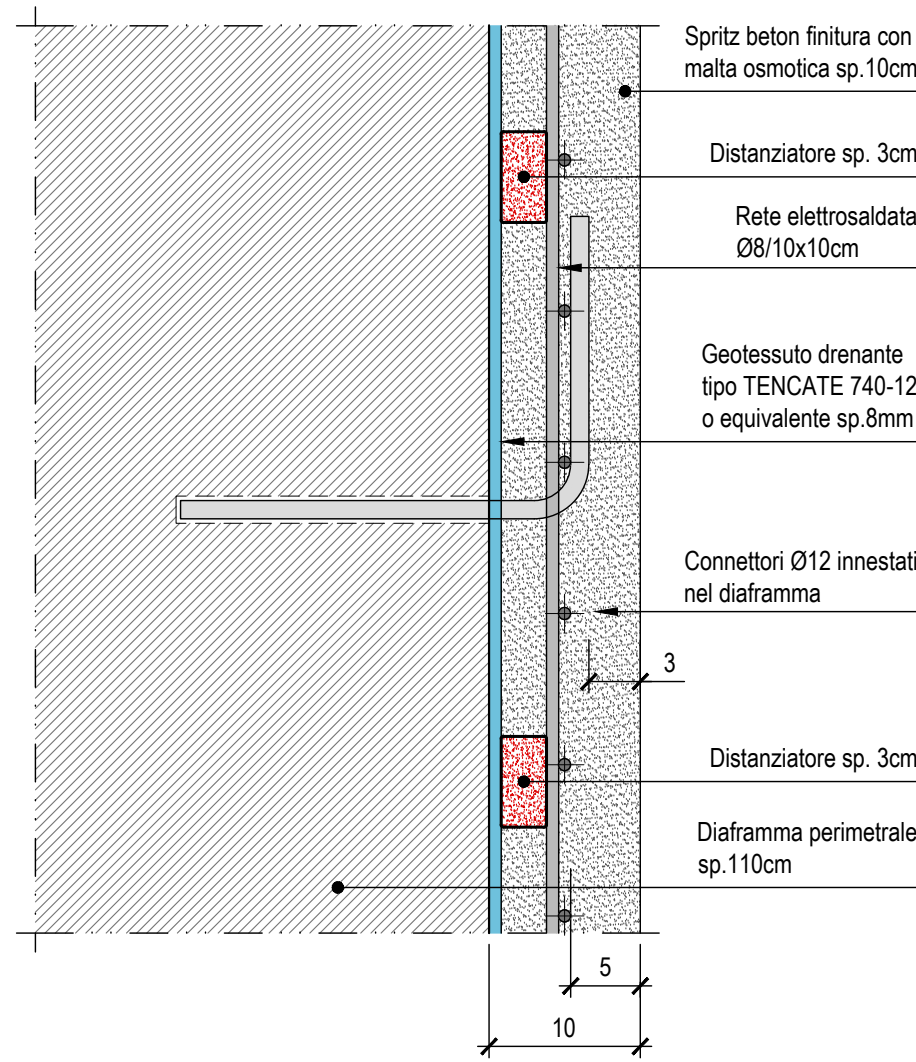 Spritz beton finitura con
malta osmotica sp.10cm
Distanziatore sp. 3cm
Rete elettrosaldata
Ø8/10x10cm
Geotessuto drenante
tipo TENCATE 740-12
o equivalente sp.8mm
Connettori Ø12 innestati
nel diaframma
3
Distanziatore sp. 3cm
Diaframma perimetrale
sp.110cm
5
10